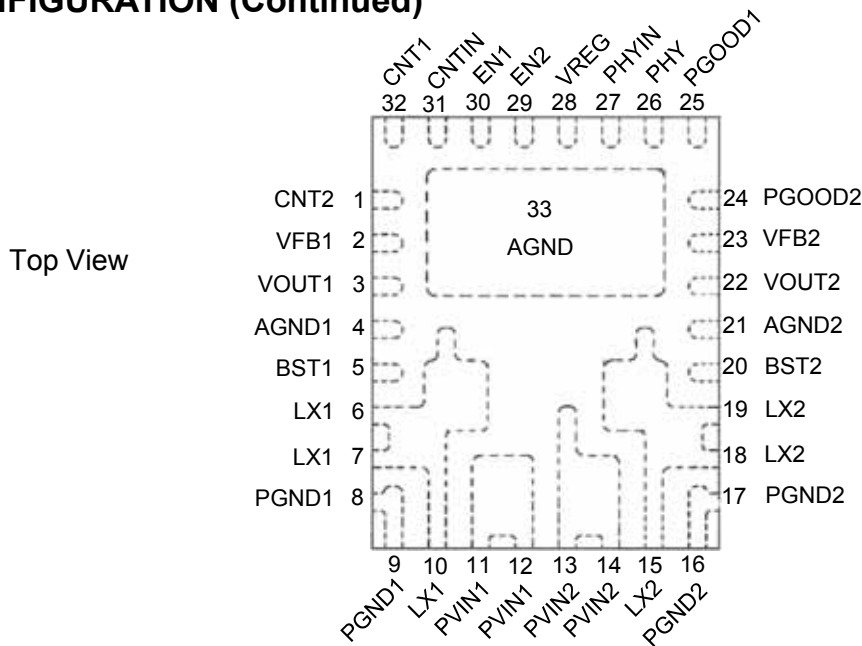 NFIGURATION (Continued)
CNT1 CNTIN EN1 EN2 VREG PHYIN PHY PGOOD1
32 31 30 29 28 27 26 25
CNT2 1
VFB1 2
VOUT1 3
AGND1 4
BST1 5
LX1 6
LX1 7
PGND1 8
Top View
33
AGND
24 PGOOD2
23 VFB2
22 VOUT2
21 AGND2
20 BST2
19 LX2
18 LX2
17 PGND2
9 10 11 12 13 14 15 16
PGND1 LX1 PVIN1 PVIN1 PVIN2 PVIN2 LX2 PGND2